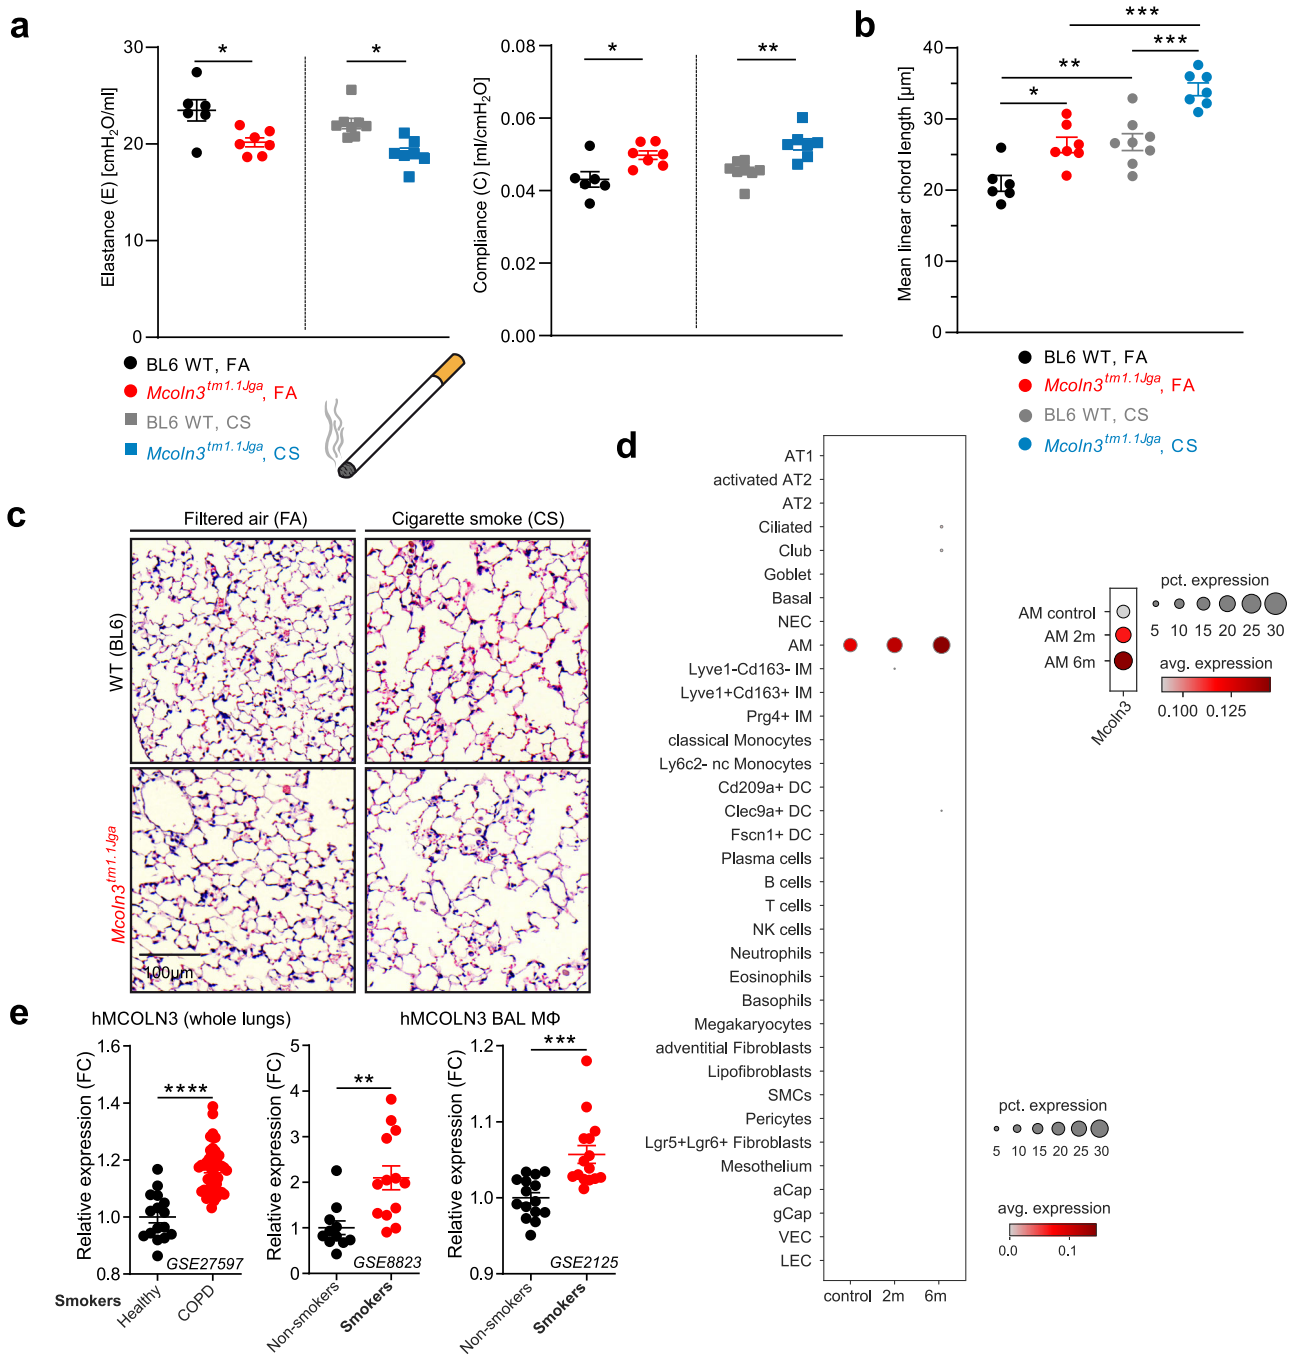 a
30
20
10
0
Elastance (E) [cmH2O/ml]
*
*
0.08
0.06
0.04
0.02
0.00
Compliance (C) [ml/cmH2O]
*
**
BL6 WT, FA
Mcoln3tm1.1Jga, FA
BL6 WT, CS
Mcoln3tm1.1Jga, CS
b
40
30
20
10
0
Mean linear chord length [µm]
***
***
**
*
BL6 WT, FA
Mcoln3tm1.1Jga, FA
BL6 WT, CS
Mcoln3tm1.1Jga, CS
c
Filtered air (FA)
Cigarette smoke (CS)
WT (BL6)
Mcoln3tm1.1Jga
100µm
d
AT1
activated AT2
AT2
Ciliated
Club
Goblet
Basal
NEC
AM
Lyve1-Cd163- IM
Lyve1+Cd163+ IM
Prg4+ IM
classical Monocytes
Ly6c2- nc Monocytes
Cd209a+ DC
Clec9a+ DC
Fscn1+ DC
Plasma cells
B cells
T cells
NK cells
Neutrophils
Eosinophils
Basophils
Megakaryocytes
adventitial Fibroblasts
Lipofibroblasts
SMCs
Pericytes
Lgr5+Lgr6+ Fibroblasts
Mesothelium
aCap
gCap
VEC
LEC
control 2m 6m
AM control
AM 2m
AM 6m
Mcoln3
pct. expression
5 10 15 20 25 30
avg. expression
0.100 0.125
pct. expression
5 10 15 20 25 30
avg. expression
0.0 0.1
e
hMCOLN3 (whole lungs)
hMCOLN3 BAL MΦ
1.6
1.4
1.2
1.0
0.8
Relative expression (FC)
****
GSE27597
Smokers
Healthy
COPD
5
4
3
2
1
0
Relative expression (FC)
**
GSE8823
Non-smokers
Smokers
1.2
1.1
1.0
0.9
Relative expression (FC)
***
GSE2125
Non-smokers
Smokers